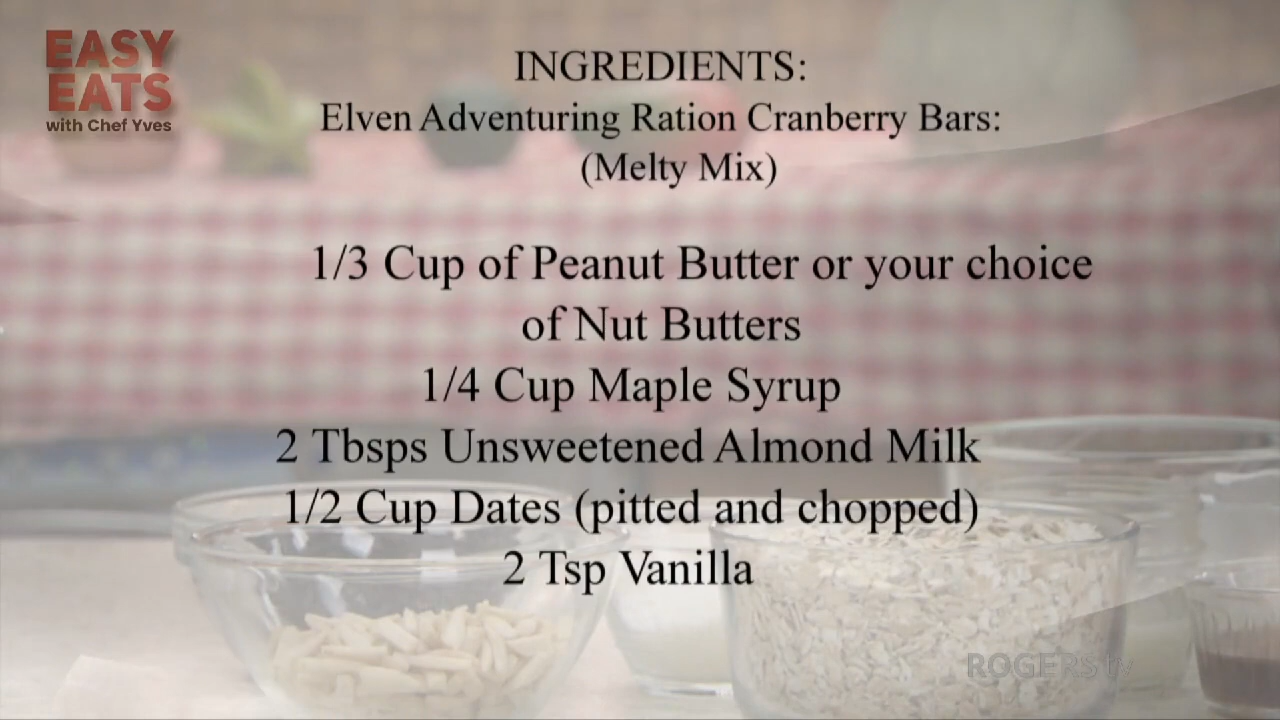 EASY
EATS
with Chef Yves
INGREDIENTS:
Elven Adventuring Ration Cranberry Bars:
(Melty Mix)
1/3 Cup of Peanut Butter or your choice
of Nut Butters
1/4 Cup Maple Syrup
2 Tbsps Unsweetened Almond Milk
1/2 Cup Dates (pitted and chopped)
2 Tsp Vanilla
ROGERS tv